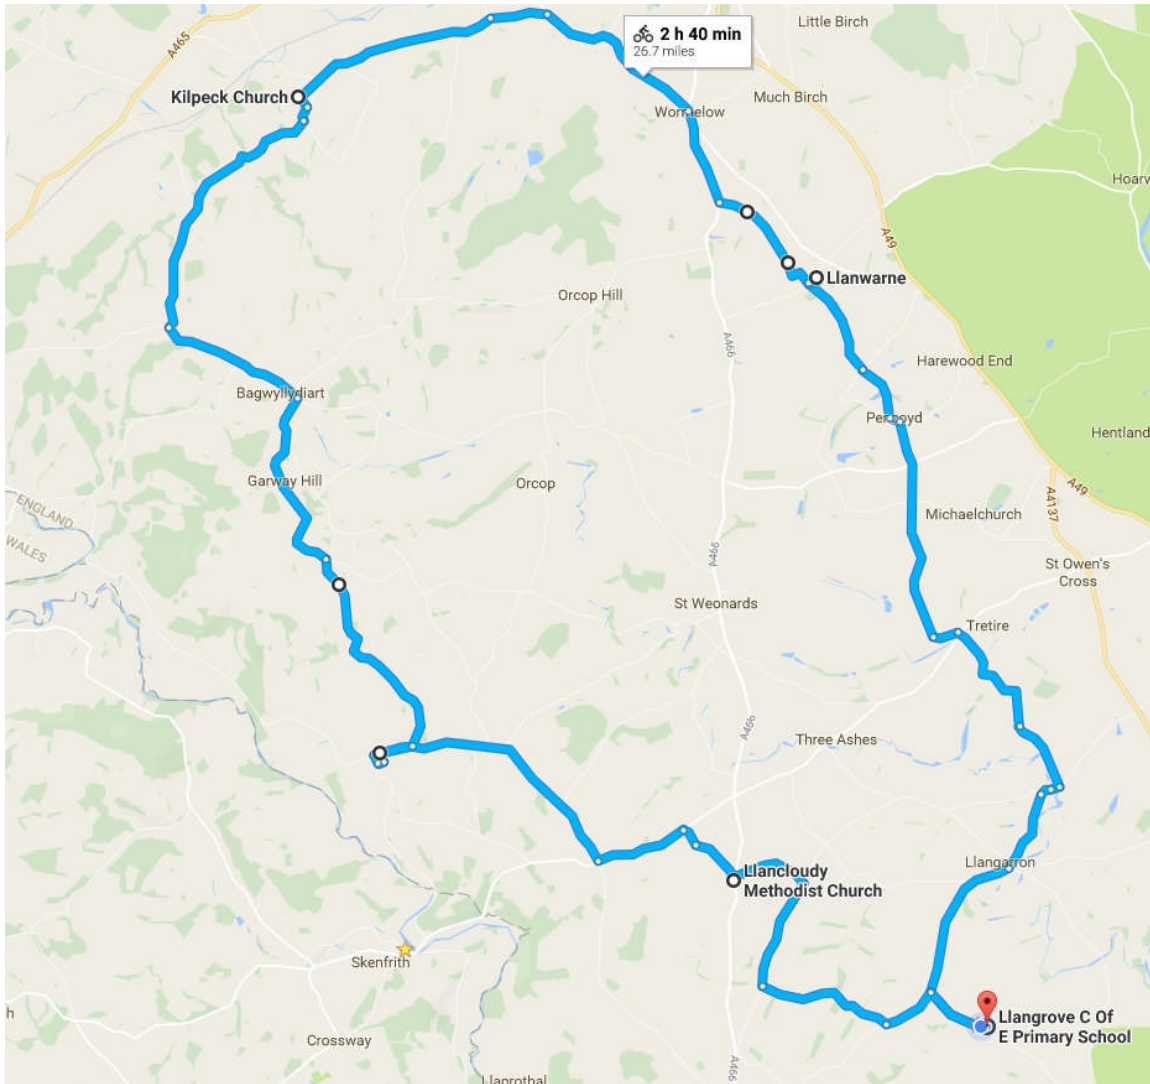 Little Birch
A465
2 h 40 min
26.7 miles
Kilpeck Church
Much Birch
Wormelow
Hoarw
A49
Llanwarne
Orcop Hill
A466
Harewood End
Bagwyllydiart
Pencoyd
Hentland
Garway Hill
Orcop
A49
A4137
ENGLAND
WALES
Michaelchurch
A466
St Owen's
Cross
St Weonards
Tretire
A466
Three Ashes
Llangarron
Llancloudy
Methodist Church
Skenfrith
h
Llangrove C Of
E Primary School
Crossway
A466
Llanrothal